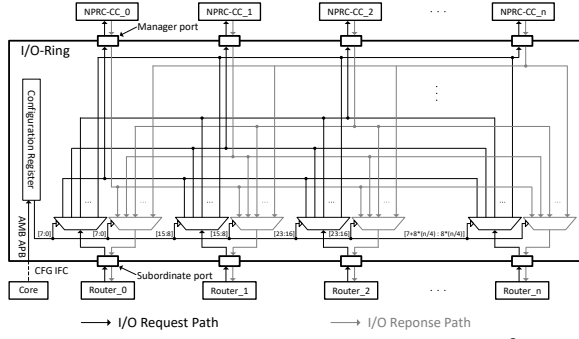 NPRC-CC_0 NPRC-CC_1 NPRC-CC_2 . . . NPRC-CC_n
Manager port
I/O-Ring
Configuration Register
...
... ... ... ... ... ... ... ...
AMB APB
[7:0] [7:0] [15:8] [15:8] [23:16] [23:16] [7+8*(n/4) : 8*(n/4)]
CFG IFC
Subordinate port
Core Router_0 Router_1 Router_2 . . . Router_n
I/O Request Path I/O Reponse Path